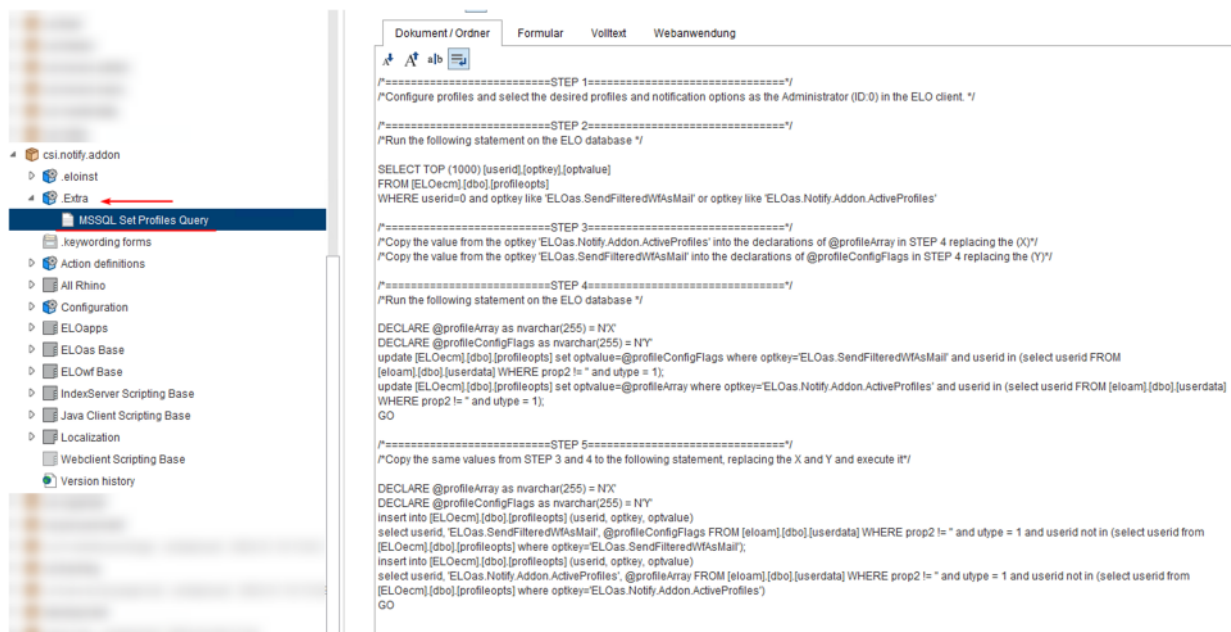 csi.notify.addon
.eloinst
.Extra
MSSQL Set Profiles Query
.keywording forms
Action definitions
All Rhino
Configuration
ELOapps
ELOas Base
ELOwf Base
IndexServer Scripting Base
Java Client Scripting Base
Localization
Webclient Scripting Base
Version history
Dokument / Ordner Formular Volltext Webanwendung
A A a|b
/*==========================STEP 1===============================*/
/*Configure profiles and select the desired profiles and notification options as the Administrator (ID:0) in the ELO client. */
/*==========================STEP 2===============================*/
/*Run the following statement on the ELO database */
SELECT TOP (1000) [userid],[optkey],[optvalue]
FROM [ELOecm].[dbo].[profileopts]
WHERE userid=0 and optkey like 'ELOas.SendFilteredWfAsMail' or optkey like 'ELOas.Notify.Addon.ActiveProfiles'
/*==========================STEP 3===============================*/
/*Copy the value from the optkey 'ELOas.Notify.Addon.ActiveProfiles' into the declarations of @profileArray in STEP 4 replacing the (X)*/
/*Copy the value from the optkey 'ELOas.SendFilteredWfAsMail' into the declarations of @profileConfigFlags in STEP 4 replacing the (Y)*/
/*==========================STEP 4===============================*/
/*Run the following statement on the ELO database */
DECLARE @profileArray as nvarchar(255) = N'X'
DECLARE @profileConfigFlags as nvarchar(255) = N'Y'
update [ELOecm].[dbo].[profileopts] set optvalue=@profileConfigFlags where optkey='ELOas.SendFilteredWfAsMail' and userid in (select userid FROM
[eloam].[dbo].[userdata] WHERE prop2 != '' and utype = 1);
update [ELOecm].[dbo].[profileopts] set optvalue=@profileArray where optkey='ELOas.Notify.Addon.ActiveProfiles' and userid in (select userid FROM [eloam].[dbo].[userdata]
WHERE prop2 != '' and utype = 1);
GO
/*==========================STEP 5===============================*/
/*Copy the same values from STEP 3 and 4 to the following statement, replacing the X and Y and execute it*/
DECLARE @profileArray as nvarchar(255) = N'X'
DECLARE @profileConfigFlags as nvarchar(255) = N'Y'
insert into [ELOecm].[dbo].[profileopts] (userid, optkey, optvalue)
select userid, 'ELOas.SendFilteredWfAsMail', @profileConfigFlags FROM [eloam].[dbo].[userdata] WHERE prop2 != '' and utype = 1 and userid not in (select userid from
[ELOecm].[dbo].[profileopts] where optkey='ELOas.SendFilteredWfAsMail');
insert into [ELOecm].[dbo].[profileopts] (userid, optkey, optvalue)
select userid, 'ELOas.Notify.Addon.ActiveProfiles', @profileArray FROM [eloam].[dbo].[userdata] WHERE prop2 != '' and utype = 1 and userid not in (select userid from
[ELOecm].[dbo].[profileopts] where optkey='ELOas.Notify.Addon.ActiveProfiles')
GO